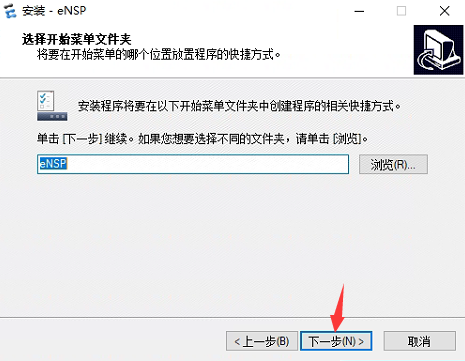 安装 - eNSP
选择开始菜单文件夹
将要在开始菜单的哪个位置放置程序的快捷方式。
安装程序将要在以下开始菜单文件夹中创建程序的相关快捷方式。
单击 [下一步] 继续。如果您想要选择不同的文件夹，请单击 [浏览]。
eNSP
浏览(R)...
< 上一步(B)
下一步(N) >
取消